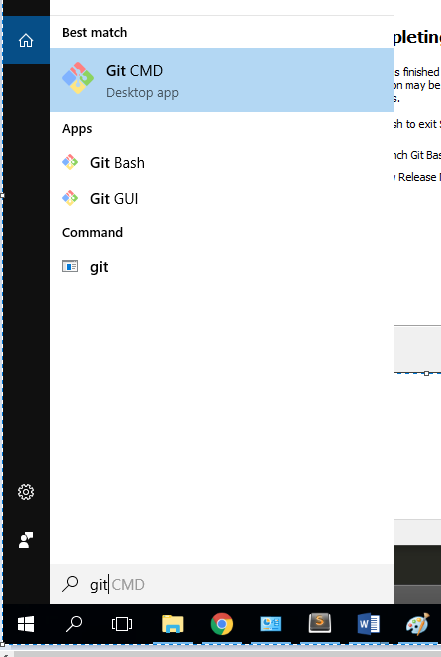 Best match
Git CMD
Desktop app
Apps
Git Bash
Git GUI
Command
git
git CMD
pleting
s finished
on may be
s.
sh to exit S
nch Git Bas
Release